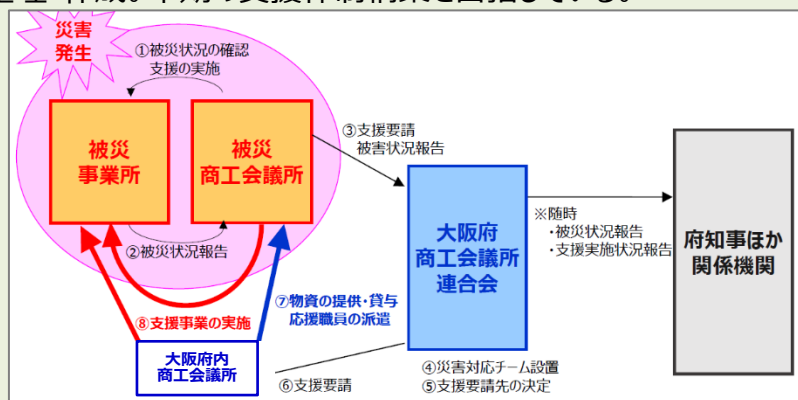 災害
発生
①被災状況の確認
支援の実施
被災
事業所
被災
商工会議所
②被災状況報告
③支援要請
被害状況報告
大阪府
商工会議所
連合会
※随時
・被災状況報告
・支援実施状況報告
府知事ほか
関係機関
⑦物資の提供・貸与
応援職員の派遣
⑧支援事業の実施
大阪府内
商工会議所
⑥支援要請
④災害対応チーム設置
⑤支援要請先の決定